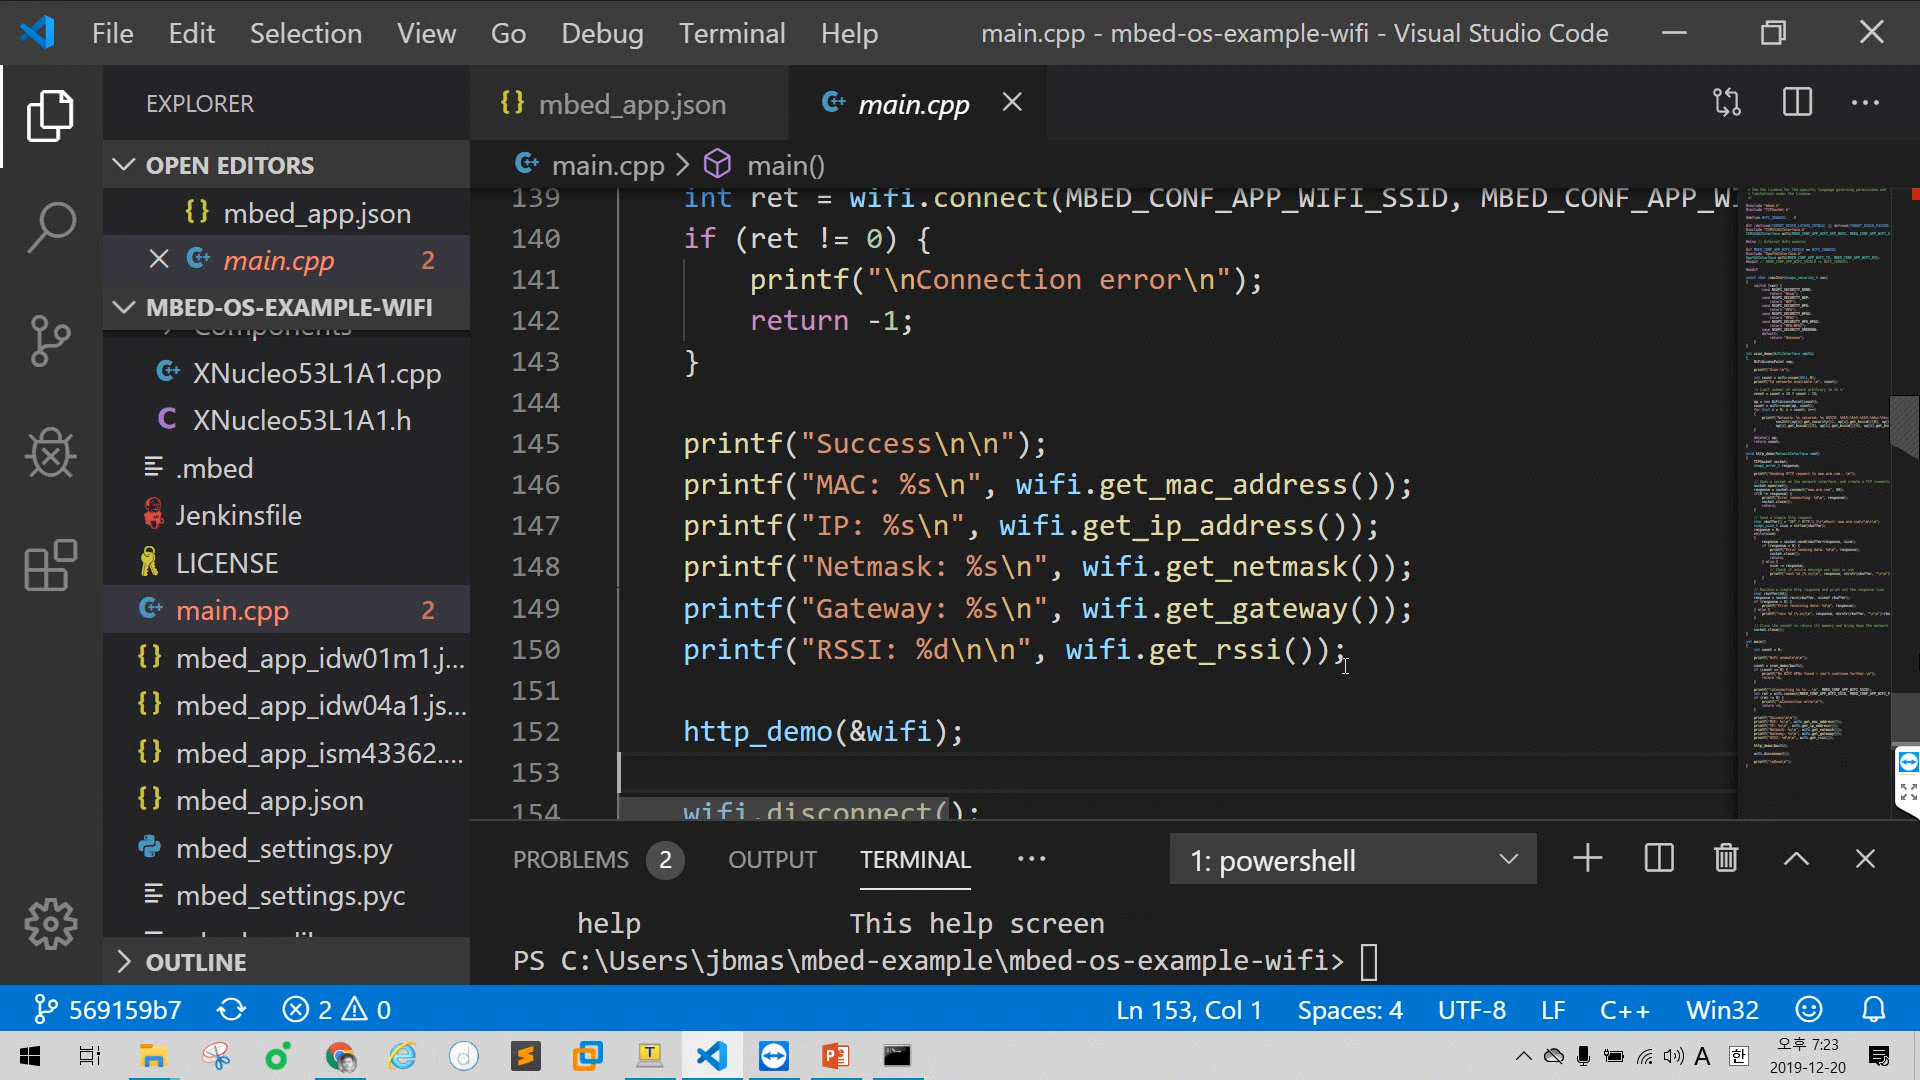 File Edit Selection View Go Debug Terminal Help main.cpp - mbed-os-example-wifi - Visual Studio Code
EXPLORER
mbed_app.json
main.cpp
OPEN EDITORS
mbed_app.json
main.cpp 2
MBED-OS-EXAMPLE-WIFI
Components
XNucleo53L1A1.cpp
XNucleo53L1A1.h
.mbed
Jenkinsfile
LICENSE
main.cpp 2
mbed_app_idw01m1.j...
mbed_app_idw04a1.js...
mbed_app_ism43362....
mbed_app.json
mbed_settings.py
mbed_settings.pyc
OUTLINE
main.cpp > main()
139 int ret = wifi.connect(MBED_CONF_APP_WIFI_SSID, MBED_CONF_APP_W
140 if (ret != 0) {
141 printf("\nConnection error\n");
142 return -1;
143 }
144
145 printf("Success\n\n");
146 printf("MAC: %s\n", wifi.get_mac_address());
147 printf("IP: %s\n", wifi.get_ip_address());
148 printf("Netmask: %s\n", wifi.get_netmask());
149 printf("Gateway: %s\n", wifi.get_gateway());
150 printf("RSSI: %d\n\n", wifi.get_rssi());
151
152 http_demo(&wifi);
153
154 wifi.disconnect();
PROBLEMS 2 OUTPUT TERMINAL ... 1: powershell
help This help screen
PS C:\Users\jbmas\mbed-example\mbed-os-example-wifi>
569159b7 2 0 Ln 153, Col 1 Spaces: 4 UTF-8 LF C++ Win32
A 한 오후 7:23
2019-12-20